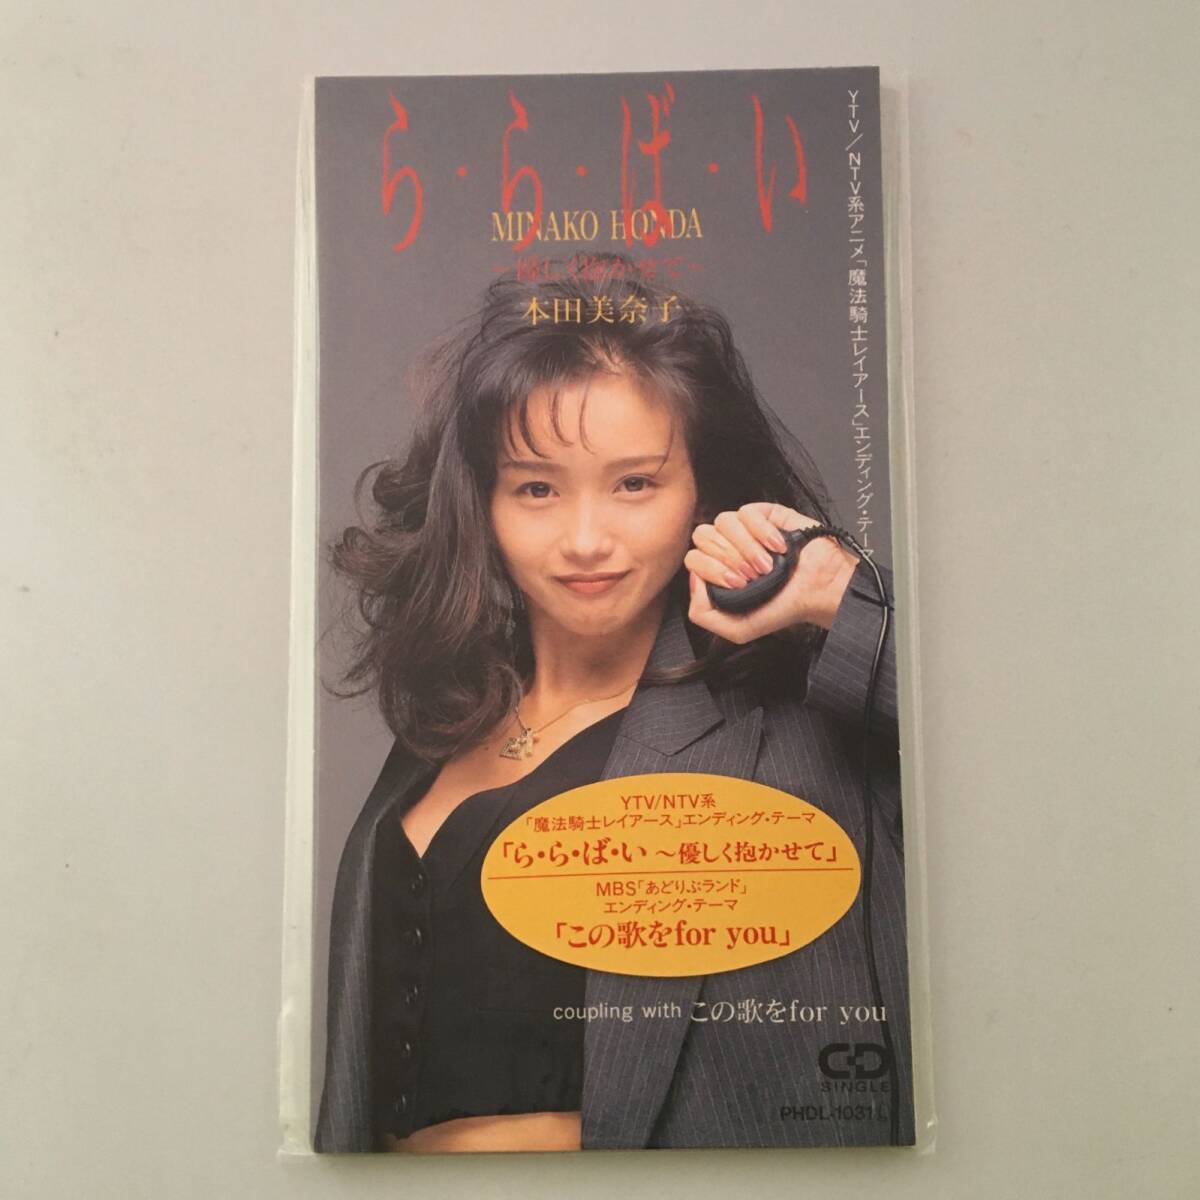 ら・ら・ば・い
MINAKO HONDA
～優しく抱かせて～
本田美奈子
YTV／NTV系アニメ「魔法騎士レイアース」エンディング・テーマ
YTV/NTV系
「魔法騎士レイアース」エンディング・テーマ
「ら・ら・ば・い ～優しく抱かせて」
MBS「あどりぶランド」
エンディング・テーマ
「この歌をfor you」
coupling with この歌をfor you
CD
SINGLE
PHDL-1031